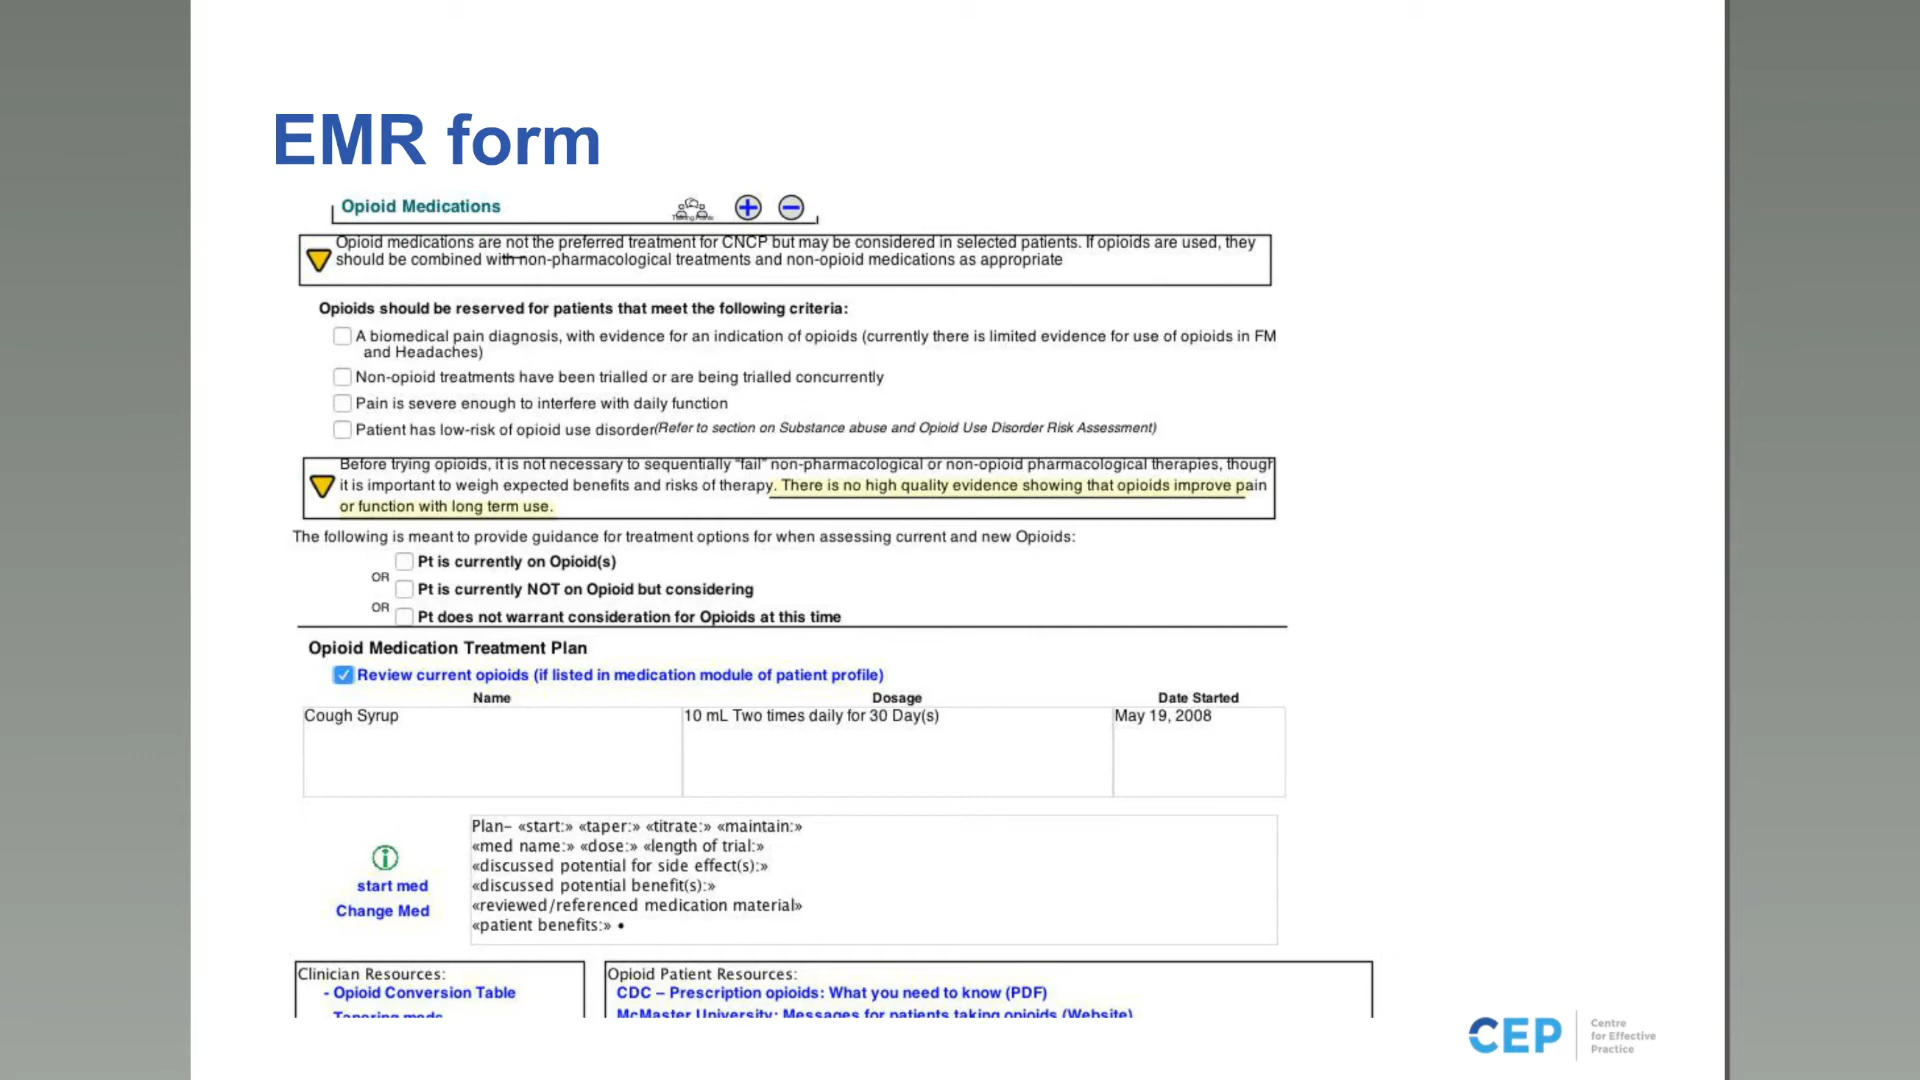 EMR form
Opioid Medications
Talking Points
Opioid medications are not the preferred treatment for CNCP but may be considered in selected patients. If opioids are used, they
should be combined with non-pharmacological treatments and non-opioid medications as appropriate
Opioids should be reserved for patients that meet the following criteria:
A biomedical pain diagnosis, with evidence for an indication of opioids (currently there is limited evidence for use of opioids in FM
and Headaches)
Non-opioid treatments have been trialled or are being trialled concurrently
Pain is severe enough to interfere with daily function
Patient has low-risk of opioid use disorder(Refer to section on Substance abuse and Opioid Use Disorder Risk Assessment)
Before trying opioids, it is not necessary to sequentially "fail" non-pharmacological or non-opioid pharmacological therapies, though
it is important to weigh expected benefits and risks of therapy. There is no high quality evidence showing that opioids improve pain
or function with long term use.
The following is meant to provide guidance for treatment options for when assessing current and new Opioids:
Pt is currently on Opioid(s)
OR
Pt is currently NOT on Opioid but considering
OR
Pt does not warrant consideration for Opioids at this time
Opioid Medication Treatment Plan
Review current opioids (if listed in medication module of patient profile)
Name Dosage Date Started
Cough Syrup 10 mL Two times daily for 30 Day(s) May 19, 2008
Plan– «start:» «taper:» «titrate:» «maintain:»
«med name:» «dose:» «length of trial:»
«discussed potential for side effect(s):»
«discussed potential benefit(s):»
«reviewed/referenced medication material»
«patient benefits:» •
start med
Change Med
Clinician Resources:
- Opioid Conversion Table
Tapering meds
Opioid Patient Resources:
CDC – Prescription opioids: What you need to know (PDF)
McMaster University: Messages for patients taking opioids (Website)
CEP
Centre
for Effective
Practice